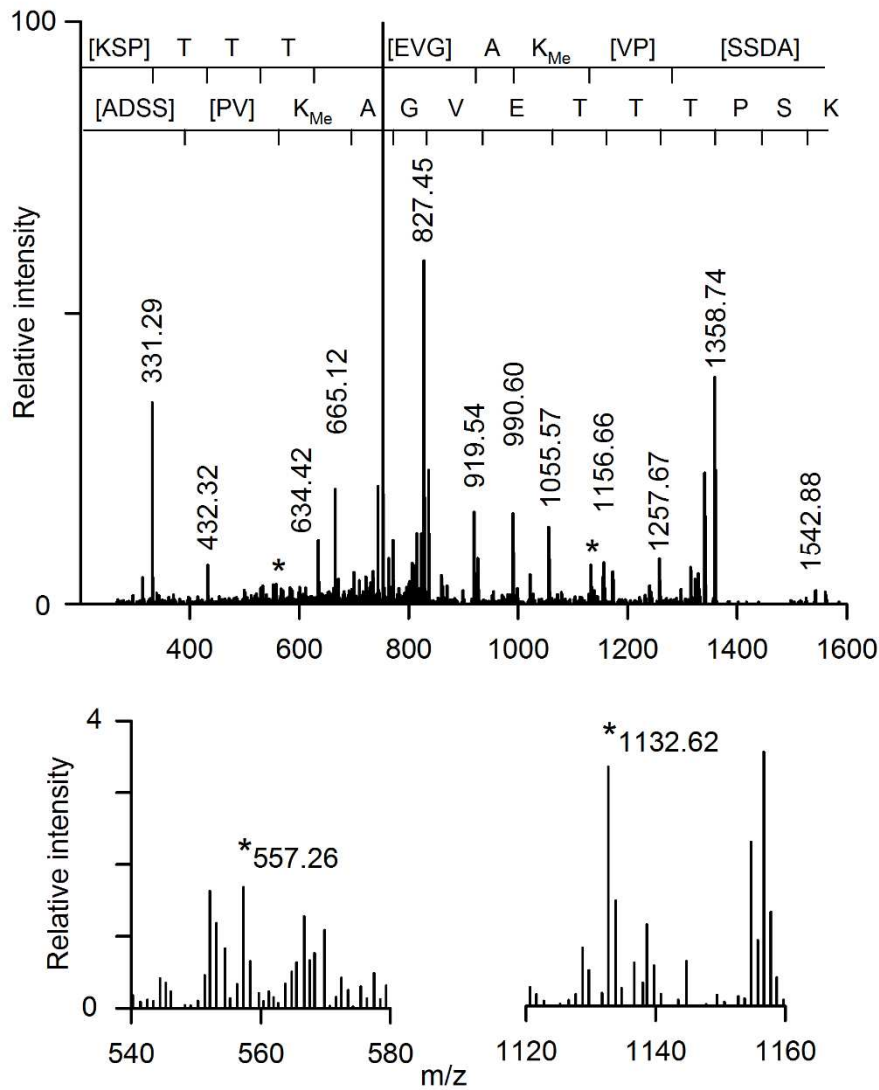 100
[KSP] T T T [EVG] A KMe [VP] [SSDA]
[ADSS] [PV] KMe A G V E T T T P S K
Relative intensity
331.29
432.32
*
634.42
665.12
827.45
919.54
990.60
1055.57
*
1156.66
1257.67
1358.74
1542.88
0
400 600 800 1000 1200 1400 1600
4
Relative intensity
*557.26
*1132.62
0
540 560 580 1120 1140 1160
m/z